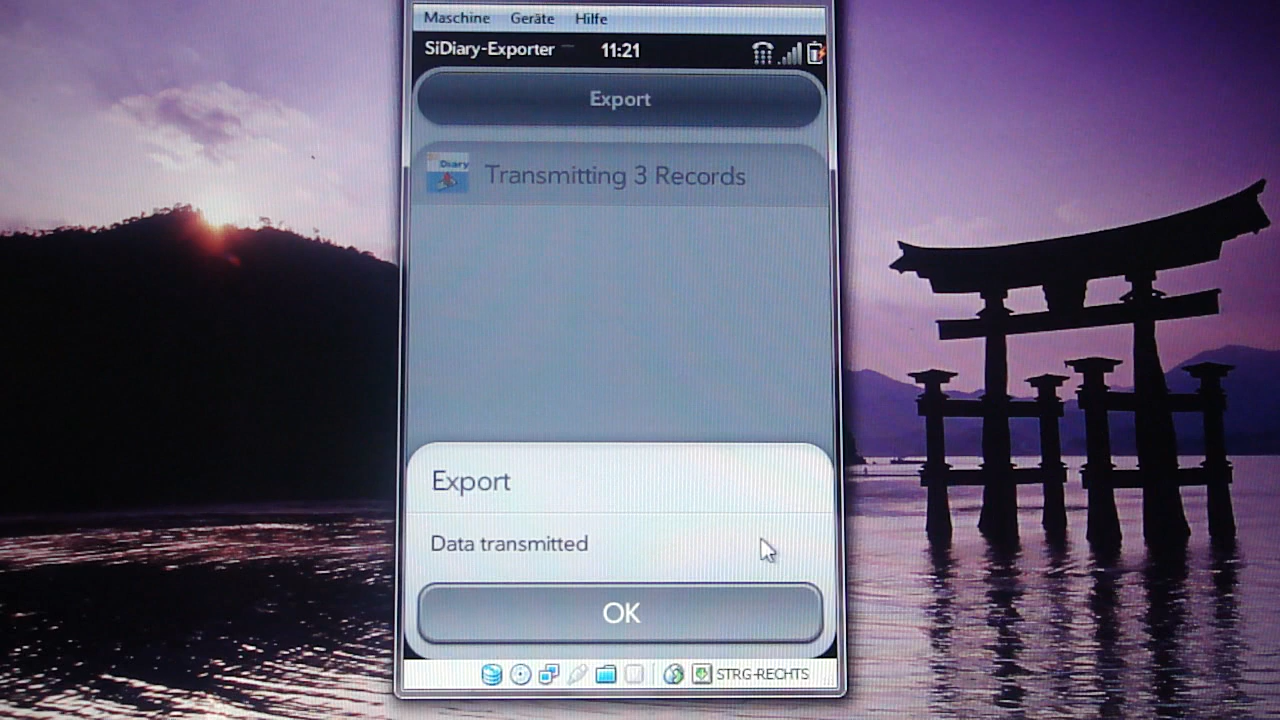 Maschine Geräte Hilfe
SiDiary-Exporter 11:21
Export
Diary
Transmitting 3 Records
Export
Data transmitted
OK
STRG-RECHTS